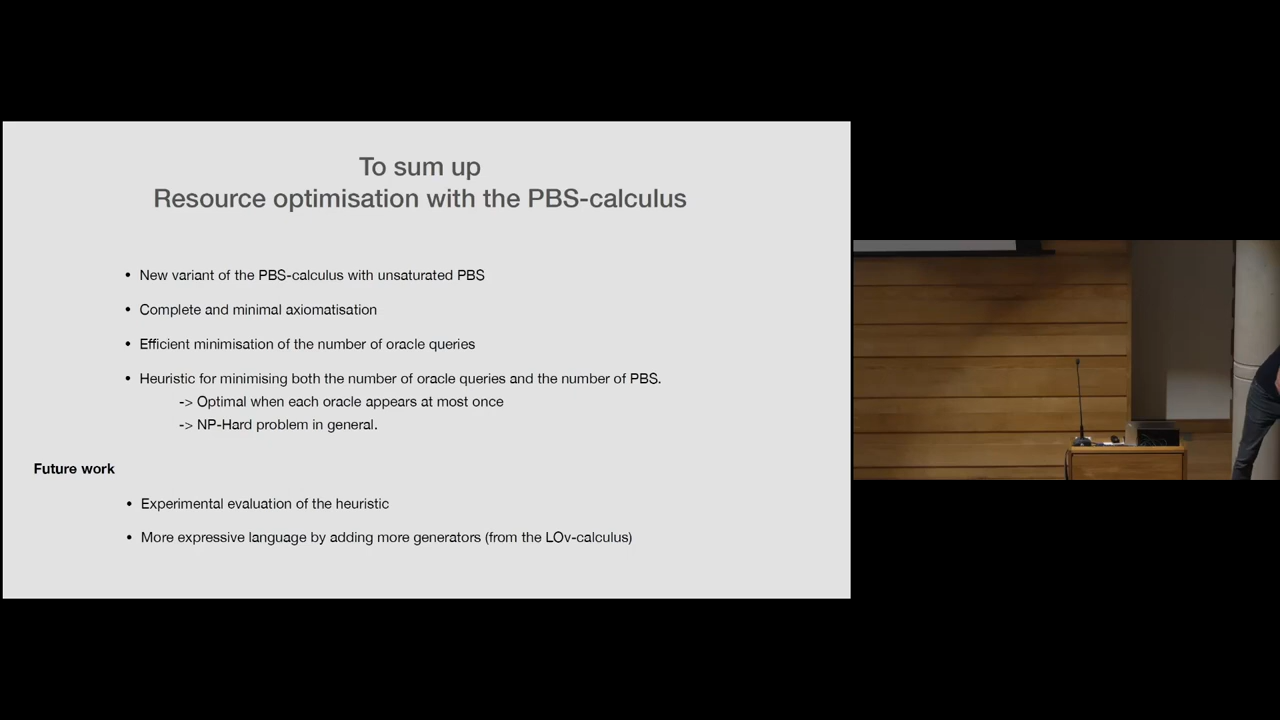 To sum up
Resource optimisation with the PBS-calculus
• New variant of the PBS-calculus with unsaturated PBS
• Complete and minimal axiomatisation
• Efficient minimisation of the number of oracle queries
• Heuristic for minimising both the number of oracle queries and the number of PBS.
-> Optimal when each oracle appears at most once
-> NP-Hard problem in general.
Future work
• Experimental evaluation of the heuristic
• More expressive language by adding more generators (from the LOv-calculus)